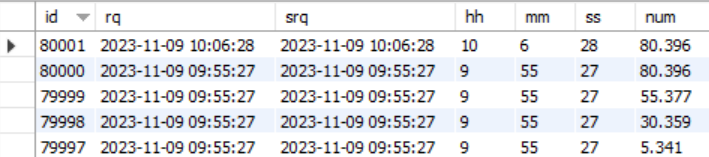 id rq srq hh mm ss num
80001 2023-11-09 10:06:28 2023-11-09 10:06:28 10 6 28 80.396
80000 2023-11-09 09:55:27 2023-11-09 09:55:27 9 55 27 80.396
79999 2023-11-09 09:55:27 2023-11-09 09:55:27 9 55 27 55.377
79998 2023-11-09 09:55:27 2023-11-09 09:55:27 9 55 27 30.359
79997 2023-11-09 09:55:27 2023-11-09 09:55:27 9 55 27 5.341